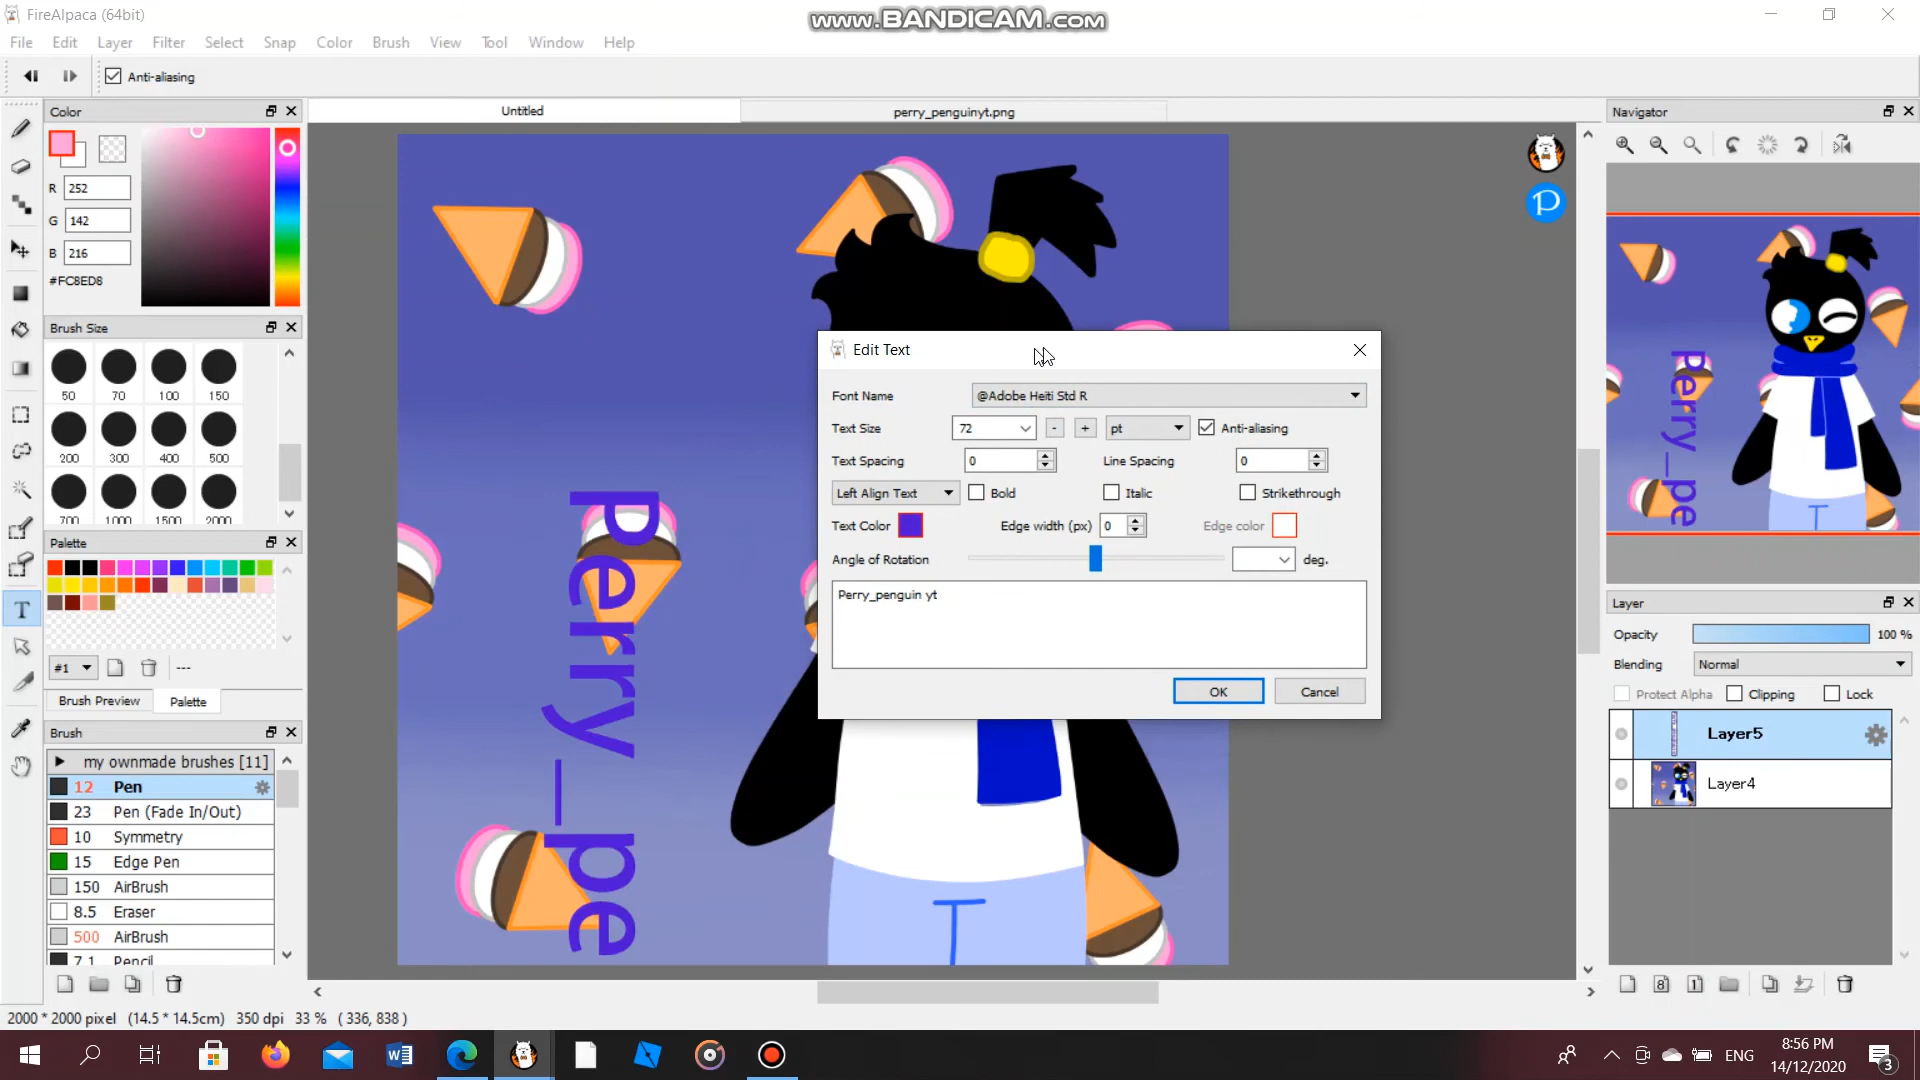 FireAlpaca (64bit)
www.BANDICAM.com
File Edit Layer Filter Select Snap Color Brush View Tool Window Help
Anti-aliasing
Color
R 252
G 142
B 216
#FC8ED8
Brush Size
50 70 100 150
200 300 400 500
700 1000 1500 2000
Palette
#1 ---
Brush Preview Palette
Brush
my ownmade brushes [11]
12 Pen
23 Pen (Fade In/Out)
10 Symmetry
15 Edge Pen
150 AirBrush
8.5 Eraser
500 AirBrush
7.1 Pencil
Untitled perry_penguinyt.png
Perry_pe
P
Edit Text
Font Name @Adobe Heiti Std R
Text Size 72 - + pt Anti-aliasing
Text Spacing 0 Line Spacing 0
Left Align Text Bold Italic Strikethrough
Text Color Edge width (px) 0 Edge color
Angle of Rotation deg.
Perry_penguin yt
OK Cancel
Navigator
Perry_pe
Layer
Opacity 100 %
Blending Normal
Protect Alpha Clipping Lock
Layer5
Layer4
8 1
2000 * 2000 pixel (14.5 * 14.5cm) 350 dpi 33 % ( 336, 838 )
T
ENG
8:56 PM
14/12/2020
3